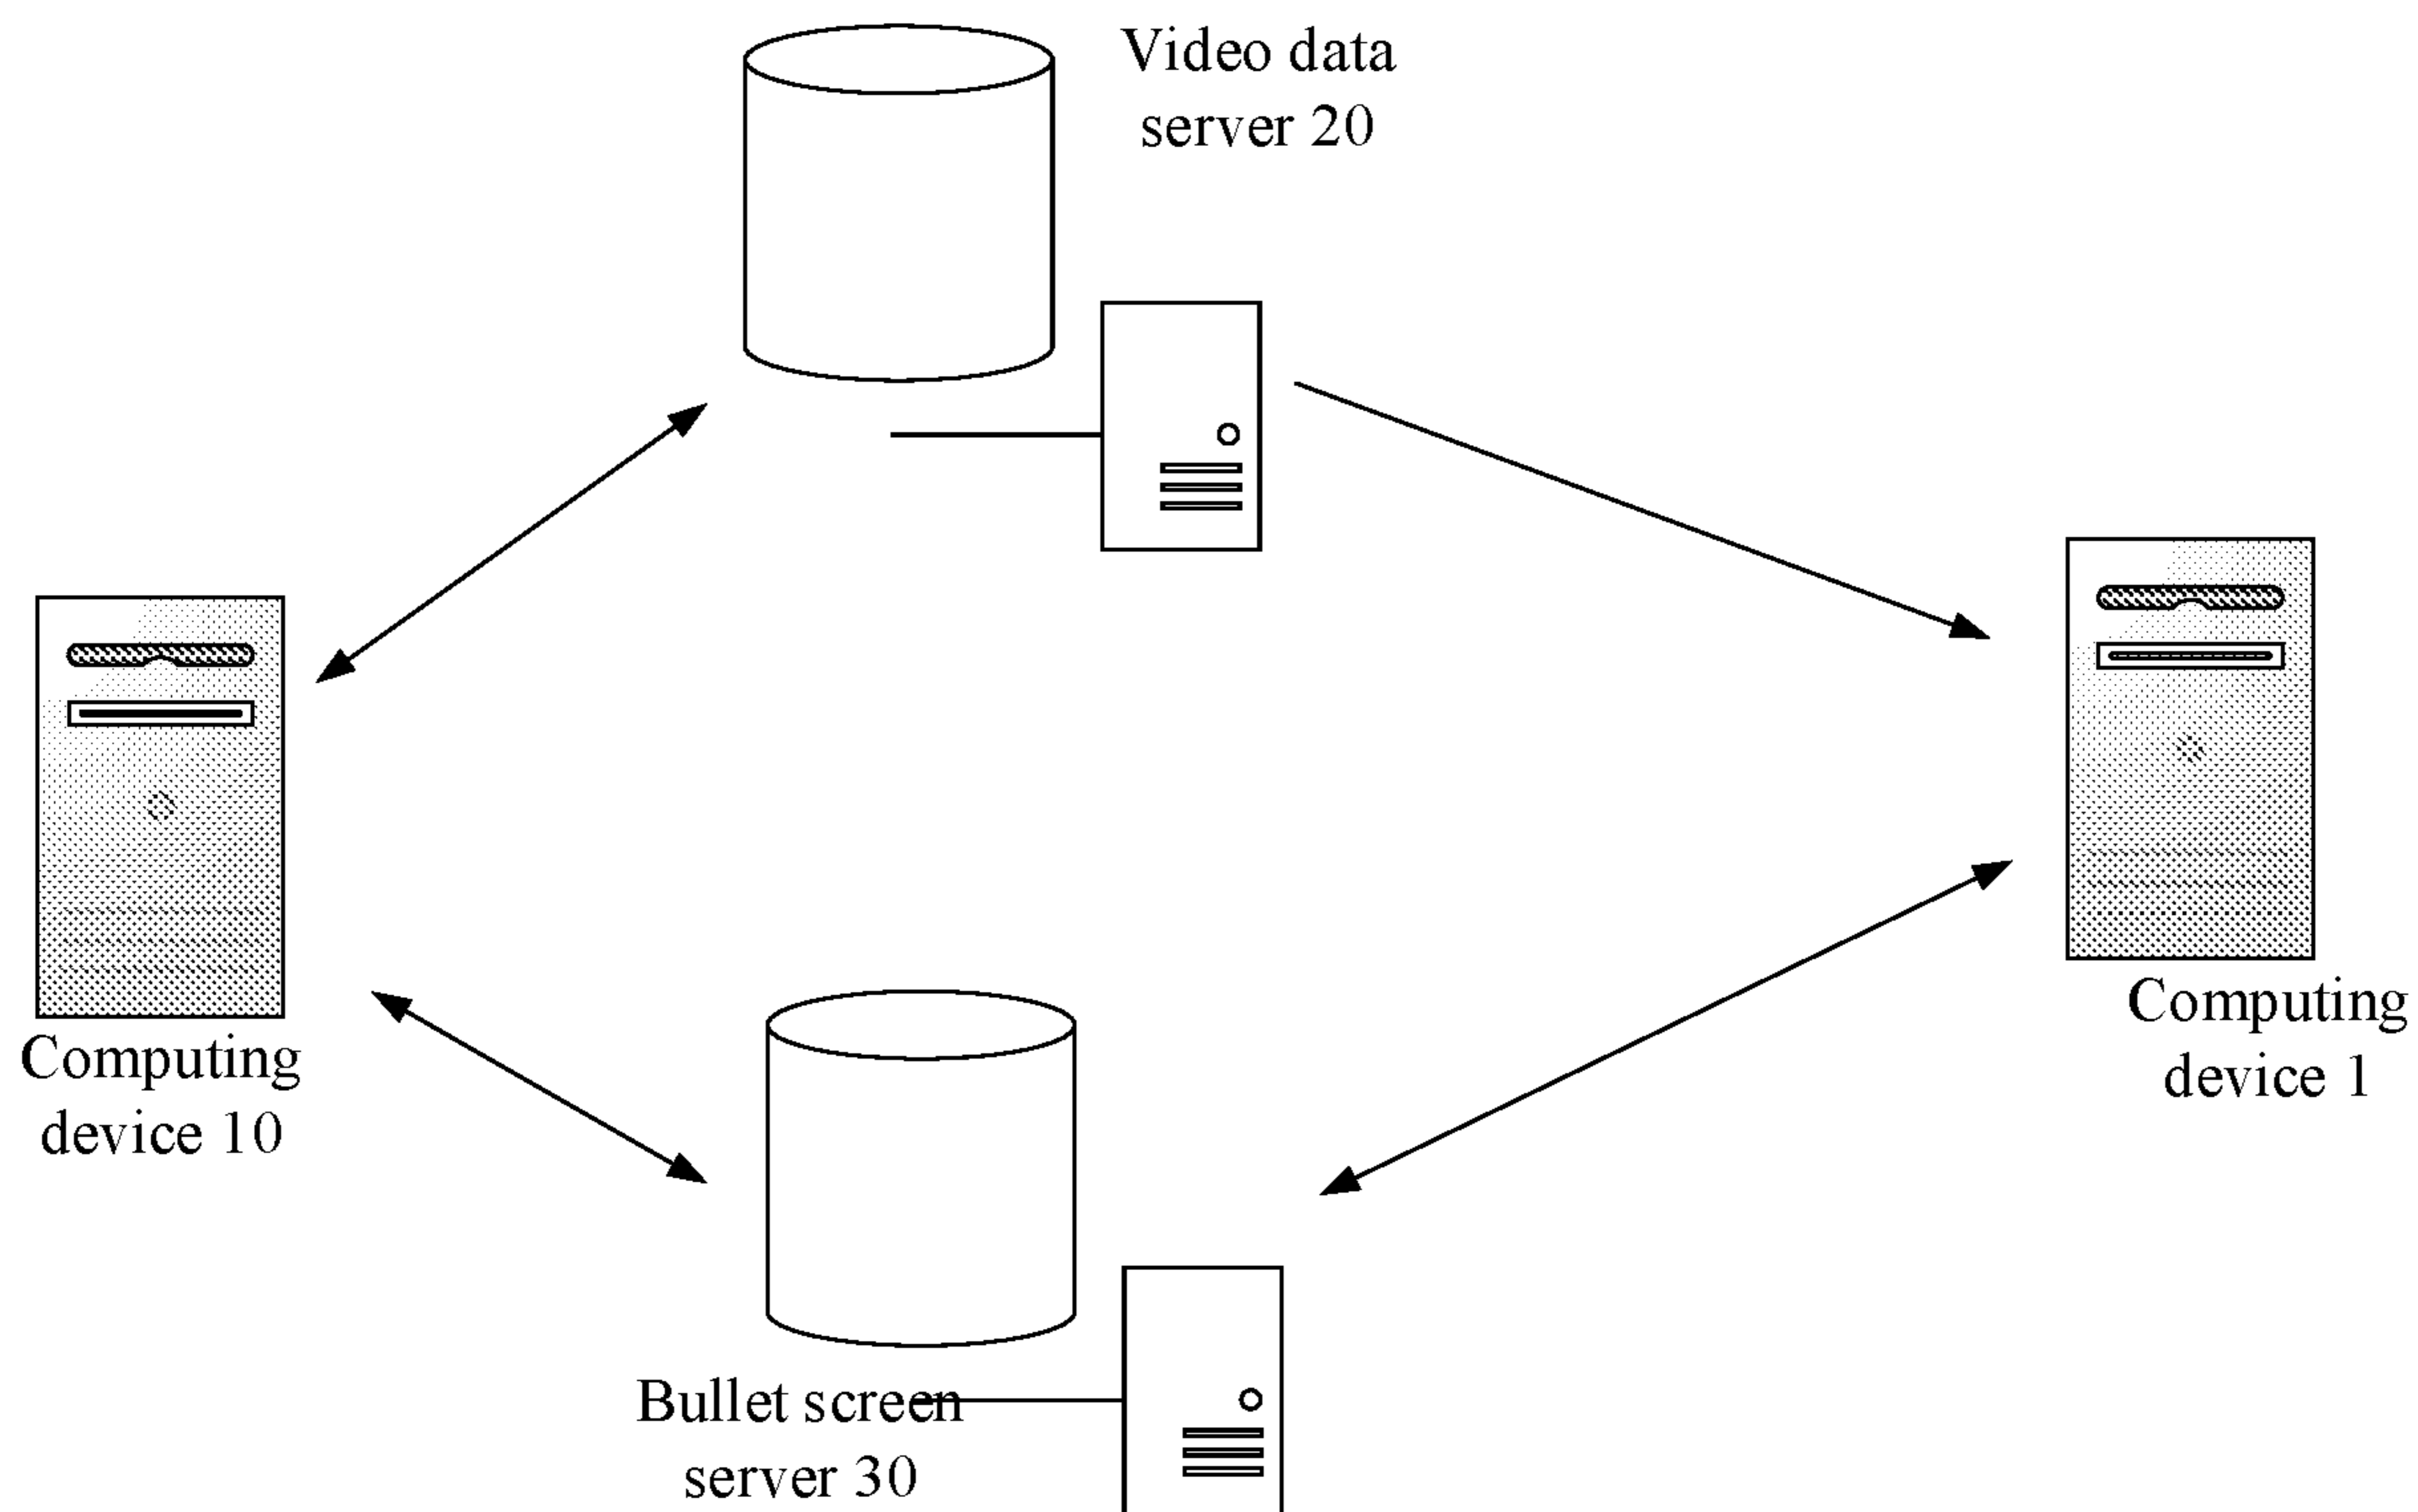 Video data
server 20
Computing
device 10
Computing
device 1
Bullet screen
server 30